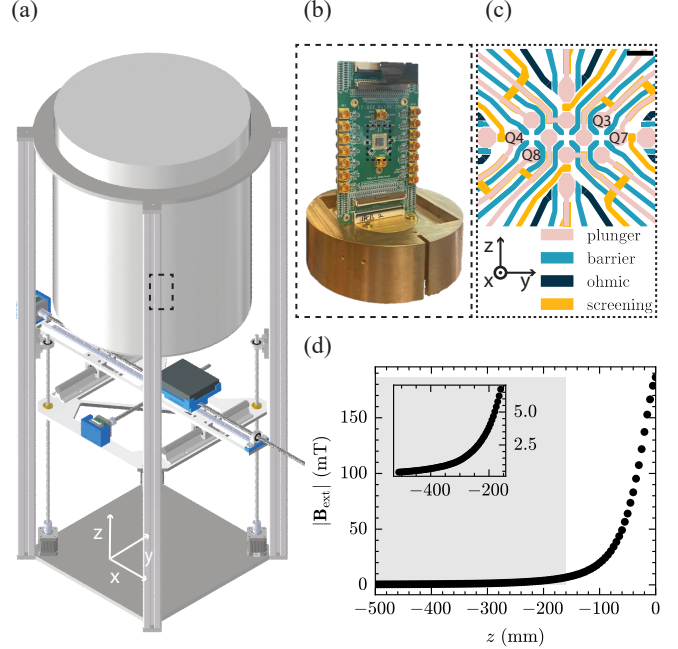 (a)
(b)
(c)
Q3
Q4
Q7
Q8
z
x
y
plunger
barrier
ohmic
screening
z
y
x
(d)
|B_ext| (mT)
150
100
50
0
5.0
2.5
−400
−200
−500
−400
−300
−200
−100
0
z (mm)